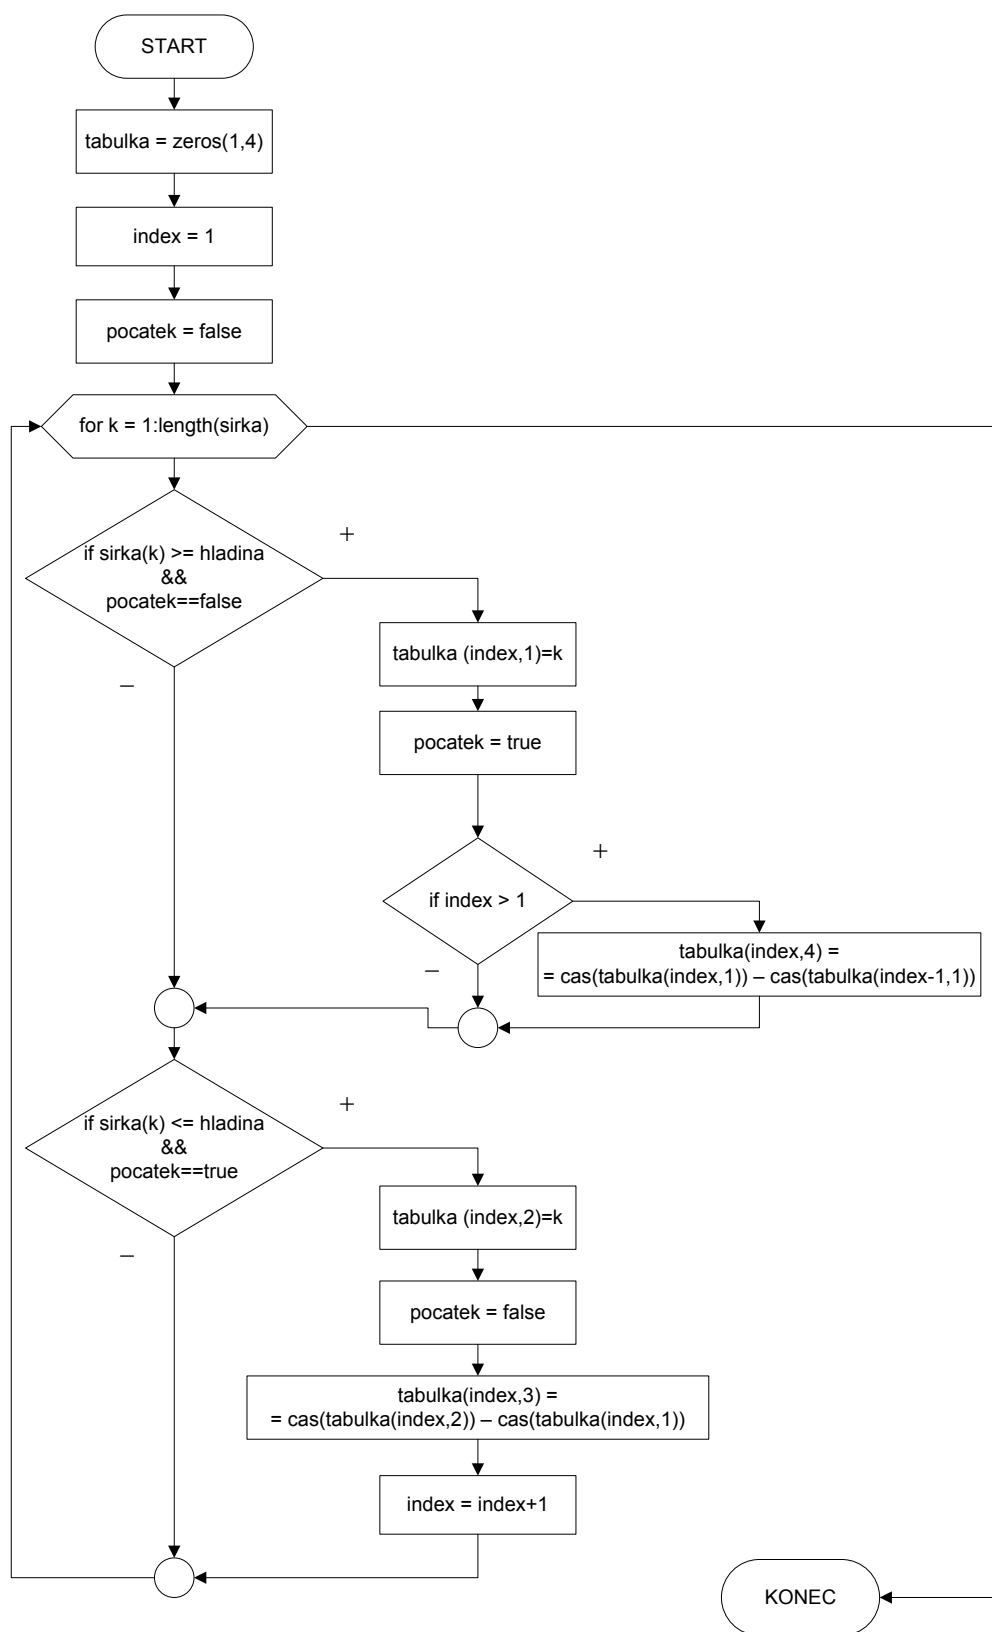 START
tabulka = zeros(1,4)
index = 1
pocatek = false
for k = 1:length(sirka)
if sirka(k) >= hladina
&&
pocatek==false
+
–
tabulka (index,1)=k
pocatek = true
if index > 1
+
–
tabulka(index,4) =
= cas(tabulka(index,1)) – cas(tabulka(index-1,1))
if sirka(k) <= hladina
&&
pocatek==true
+
–
tabulka (index,2)=k
pocatek = false
tabulka(index,3) =
= cas(tabulka(index,2)) – cas(tabulka(index,1))
index = index+1
KONEC